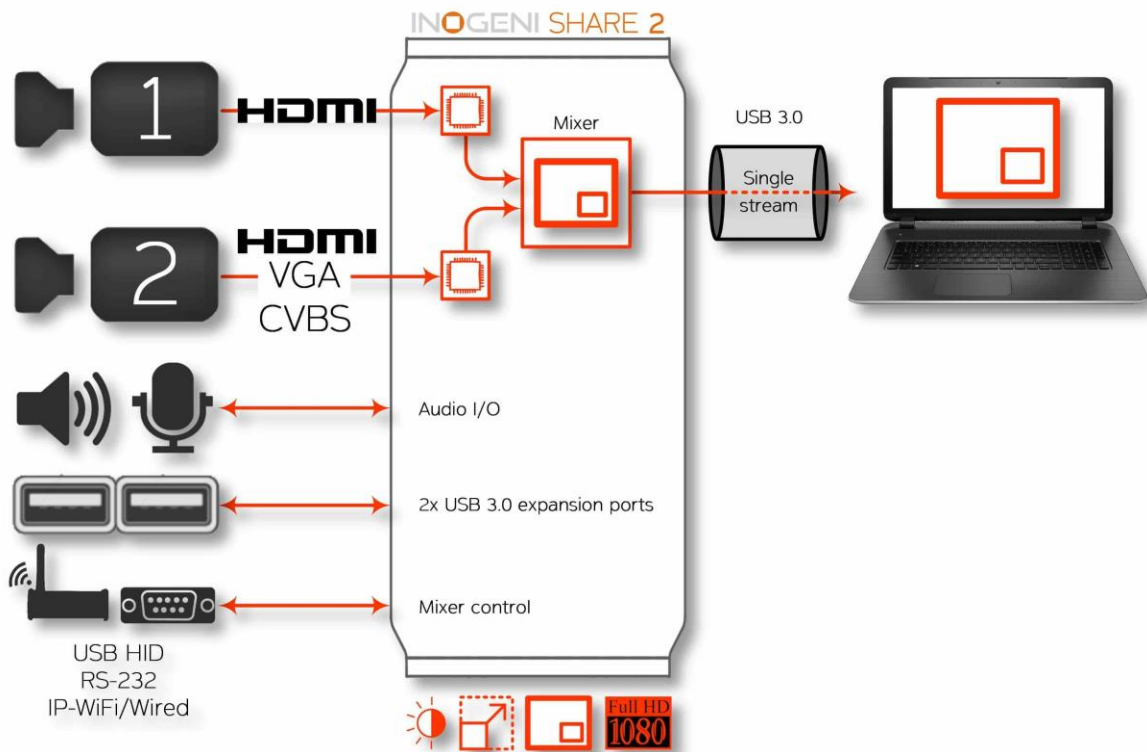 INOGENI SHARE 2
1
HDMI
Mixer
USB 3.0
Single
stream
2
HDMI
VGA
CVBS
Audio I/O
2x USB 3.0 expansion ports
Mixer control
USB HID
RS-232
IP-WiFi/Wired
Full HD
1080